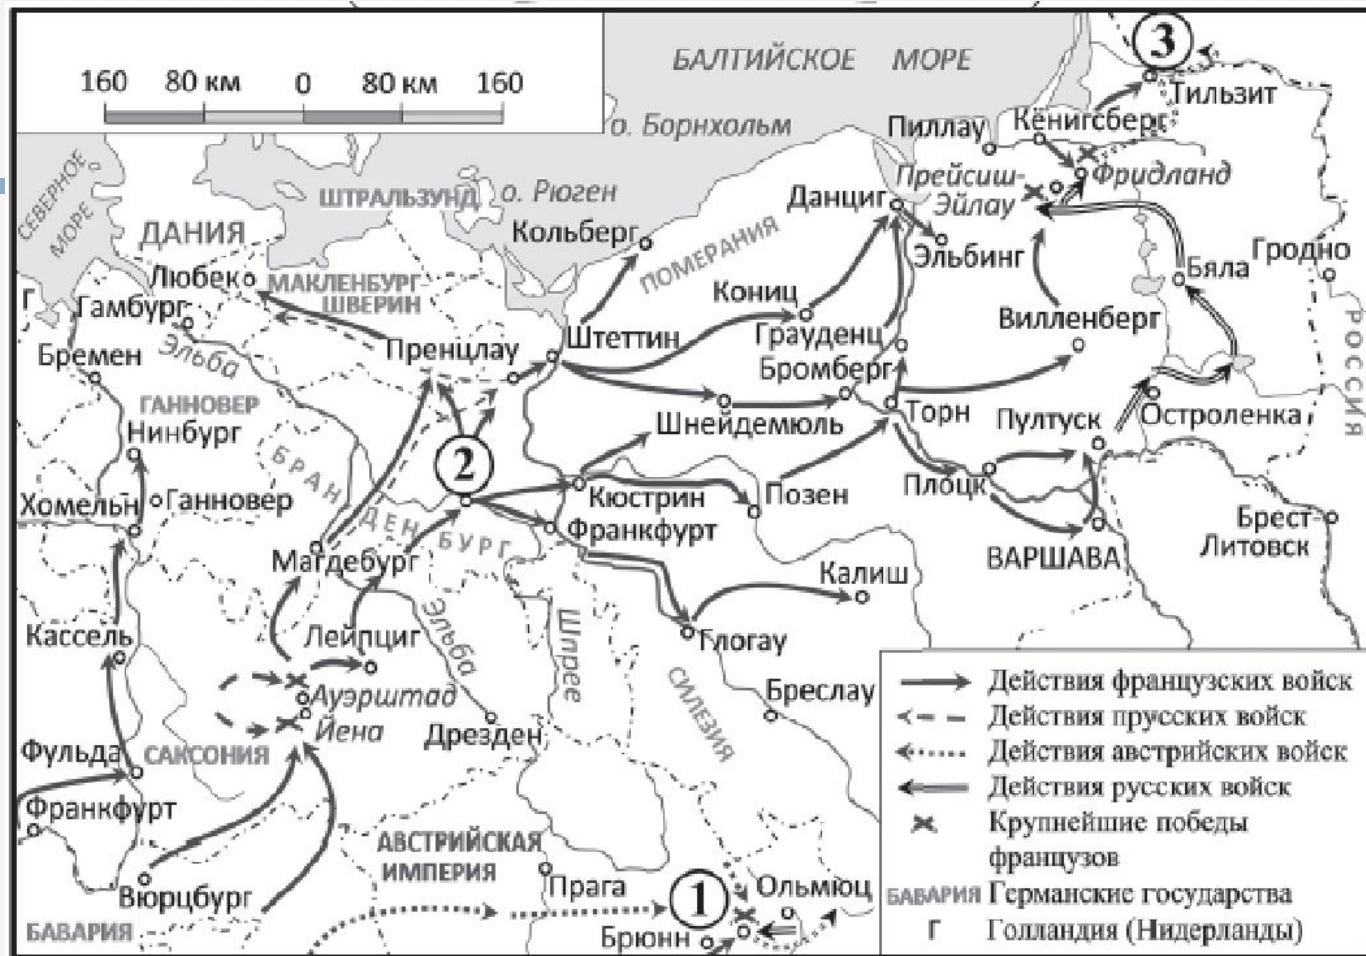 160 80 км 0 80 км 160
БАЛТИЙСКОЕ МОРЕ
3
Тильзит
о. Борнхольм
Пиллау
Кёнигсберг
СЕВЕРНОЕ
МОРЕ
ШТРАЛЬЗУНД
о. Рюген
Прейсиш-
Эйлау
Фридланд
Данциг
ДАНИЯ
Кольберг
ПОМЕРАНИЯ
Эльбинг
Гродно
Любек
МАКЛЕНБУРГ-
ШВЕРИН
Бяла
Г
Гамбург
Кониц
Грауденц
Вилленберг
РОССИЯ
Эльба
Пренцлау
Штеттин
Бремен
Бромберг
ГАННОВЕР
Нинбург
Шнейдемюль
Торн
Пултуск
Остроленка
2
БРАНДЕНБУРГ
Хомельн
Ганновер
Кюстрин
Позен
Плоцк
Франкфурт
Брест-
Литовск
Магдебург
ВАРШАВА
Калиш
Кассель
Лейпциг
Эльба
Шпрее
Глогау
СИЛЕЗИЯ
Ауэрштад
Йена
Дрезден
Бреслау
Фульда
САКСОНИЯ
Франкфурт
АВСТРИЙСКАЯ
ИМПЕРИЯ
Вюрцбург
Прага
1
Ольмюц
БАВАРИЯ
Брюнн
Действия французских войск
Действия прусских войск
Действия австрийских войск
Действия русских войск
Крупнейшие победы
французов
БАВАРИЯ Германские государства
Г Голландия (Нидерланды)